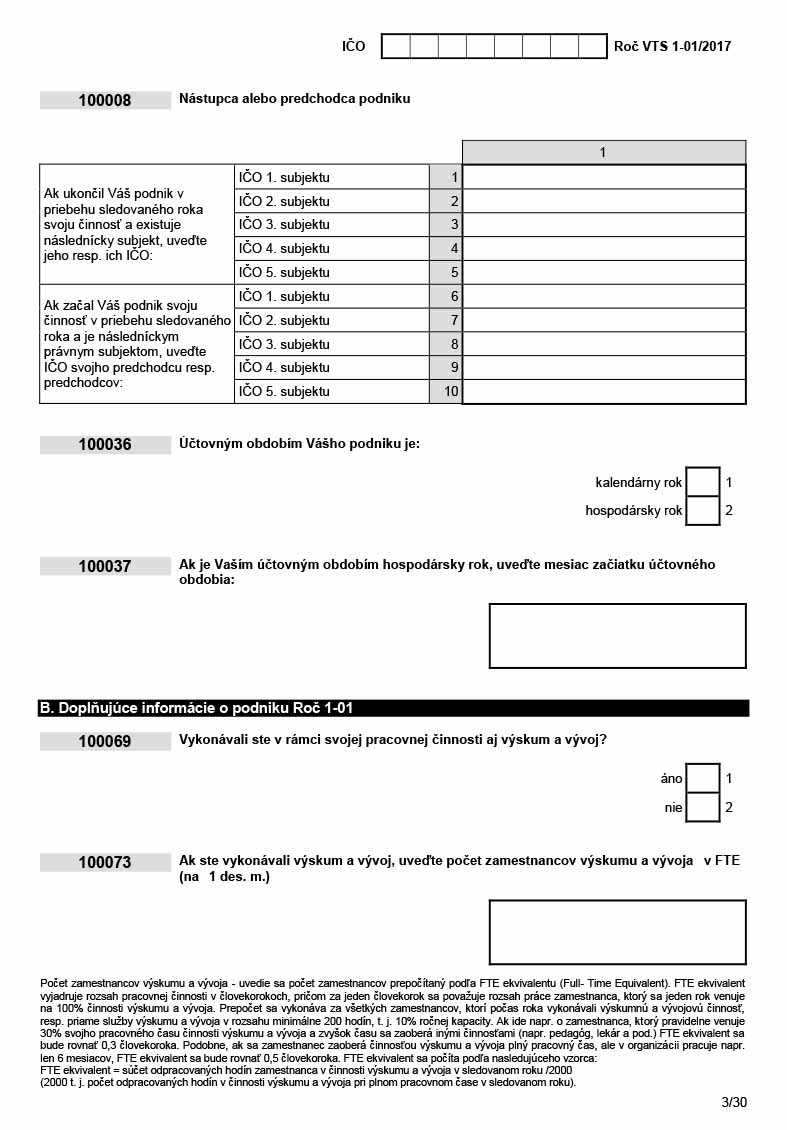 IČO Roč VTS 1-01/2017
100008 Nástupca alebo predchodca podniku
1
Ak ukončil Váš podnik v
priebehu sledovaného roka
svoju činnosť a existuje
následnícky subjekt, uveďte
jeho resp. ich IČO:
IČO 1. subjektu 1
IČO 2. subjektu 2
IČO 3. subjektu 3
IČO 4. subjektu 4
IČO 5. subjektu 5
Ak začal Váš podnik svoju
činnosť v priebehu sledovaného
roka a je následníckym
právnym subjektom, uveďte
IČO svojho predchodcu resp.
predchodcov:
IČO 1. subjektu 6
IČO 2. subjektu 7
IČO 3. subjektu 8
IČO 4. subjektu 9
IČO 5. subjektu 10
100036 Účtovným obdobím Vášho podniku je:
kalendárny rok 1
hospodársky rok 2
100037 Ak je Vaším účtovným obdobím hospodársky rok, uveďte mesiac začiatku účtovného
obdobia:
B. Doplňujúce informácie o podniku Roč 1-01
100069 Vykonávali ste v rámci svojej pracovnej činnosti aj výskum a vývoj?
áno 1
nie 2
100073 Ak ste vykonávali výskum a vývoj, uveďte počet zamestnancov výskumu a vývoja v FTE
(na 1 des. m.)
Počet zamestnancov výskumu a vývoja - uvedie sa počet zamestnancov prepočítaný podľa FTE ekvivalentu (Full- Time Equivalent). FTE ekvivalent
vyjadruje rozsah pracovnej činnosti v človekorokoch, pričom za jeden človekorok sa považuje rozsah práce zamestnanca, ktorý sa jeden rok venuje
na 100% činnosti výskumu a vývoja. Prepočet sa vykonáva za všetkých zamestnancov, ktorí počas roka vykonávali výskumnú a vývojovú činnosť,
resp. priame služby výskumu a vývoja v rozsahu minimálne 200 hodín, t. j. 10% ročnej kapacity. Ak ide napr. o zamestnanca, ktorý pravidelne venuje
30% svojho pracovného času činnosti výskumu a vývoja a zvyšok času sa zaoberá inými činnosťami (napr. pedagóg, lekár a pod.) FTE ekvivalent sa
bude rovnať 0,3 človekoroka. Podobne, ak sa zamestnanec zaoberá činnosťou výskumu a vývoja plný pracovný čas, ale v organizácii pracuje napr.
len 6 mesiacov, FTE ekvivalent sa bude rovnať 0,5 človekoroka. FTE ekvivalent sa počíta podľa nasledujúceho vzorca:
FTE ekvivalent = súčet odpracovaných hodín zamestnanca v činnosti výskumu a vývoja v sledovanom roku /2000
(2000 t. j. počet odpracovaných hodín v činnosti výskumu a vývoja pri plnom pracovnom čase v sledovanom roku).
3/30